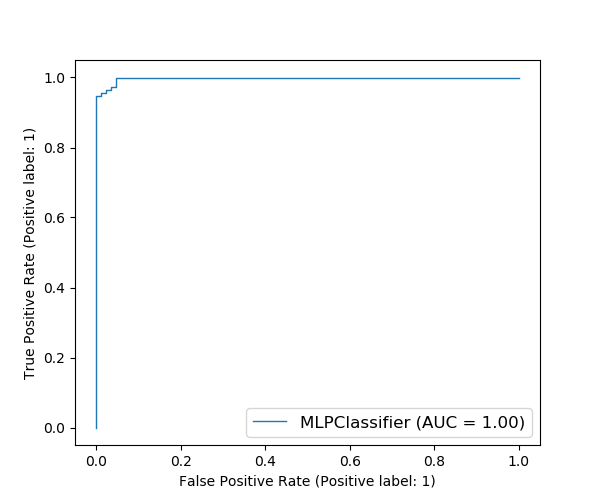 1.0
0.8
0.6
0.4
0.2
0.0
True Positive Rate (Positive label: 1)
MLPClassifier (AUC = 1.00)
0.0 0.2 0.4 0.6 0.8 1.0
False Positive Rate (Positive label: 1)